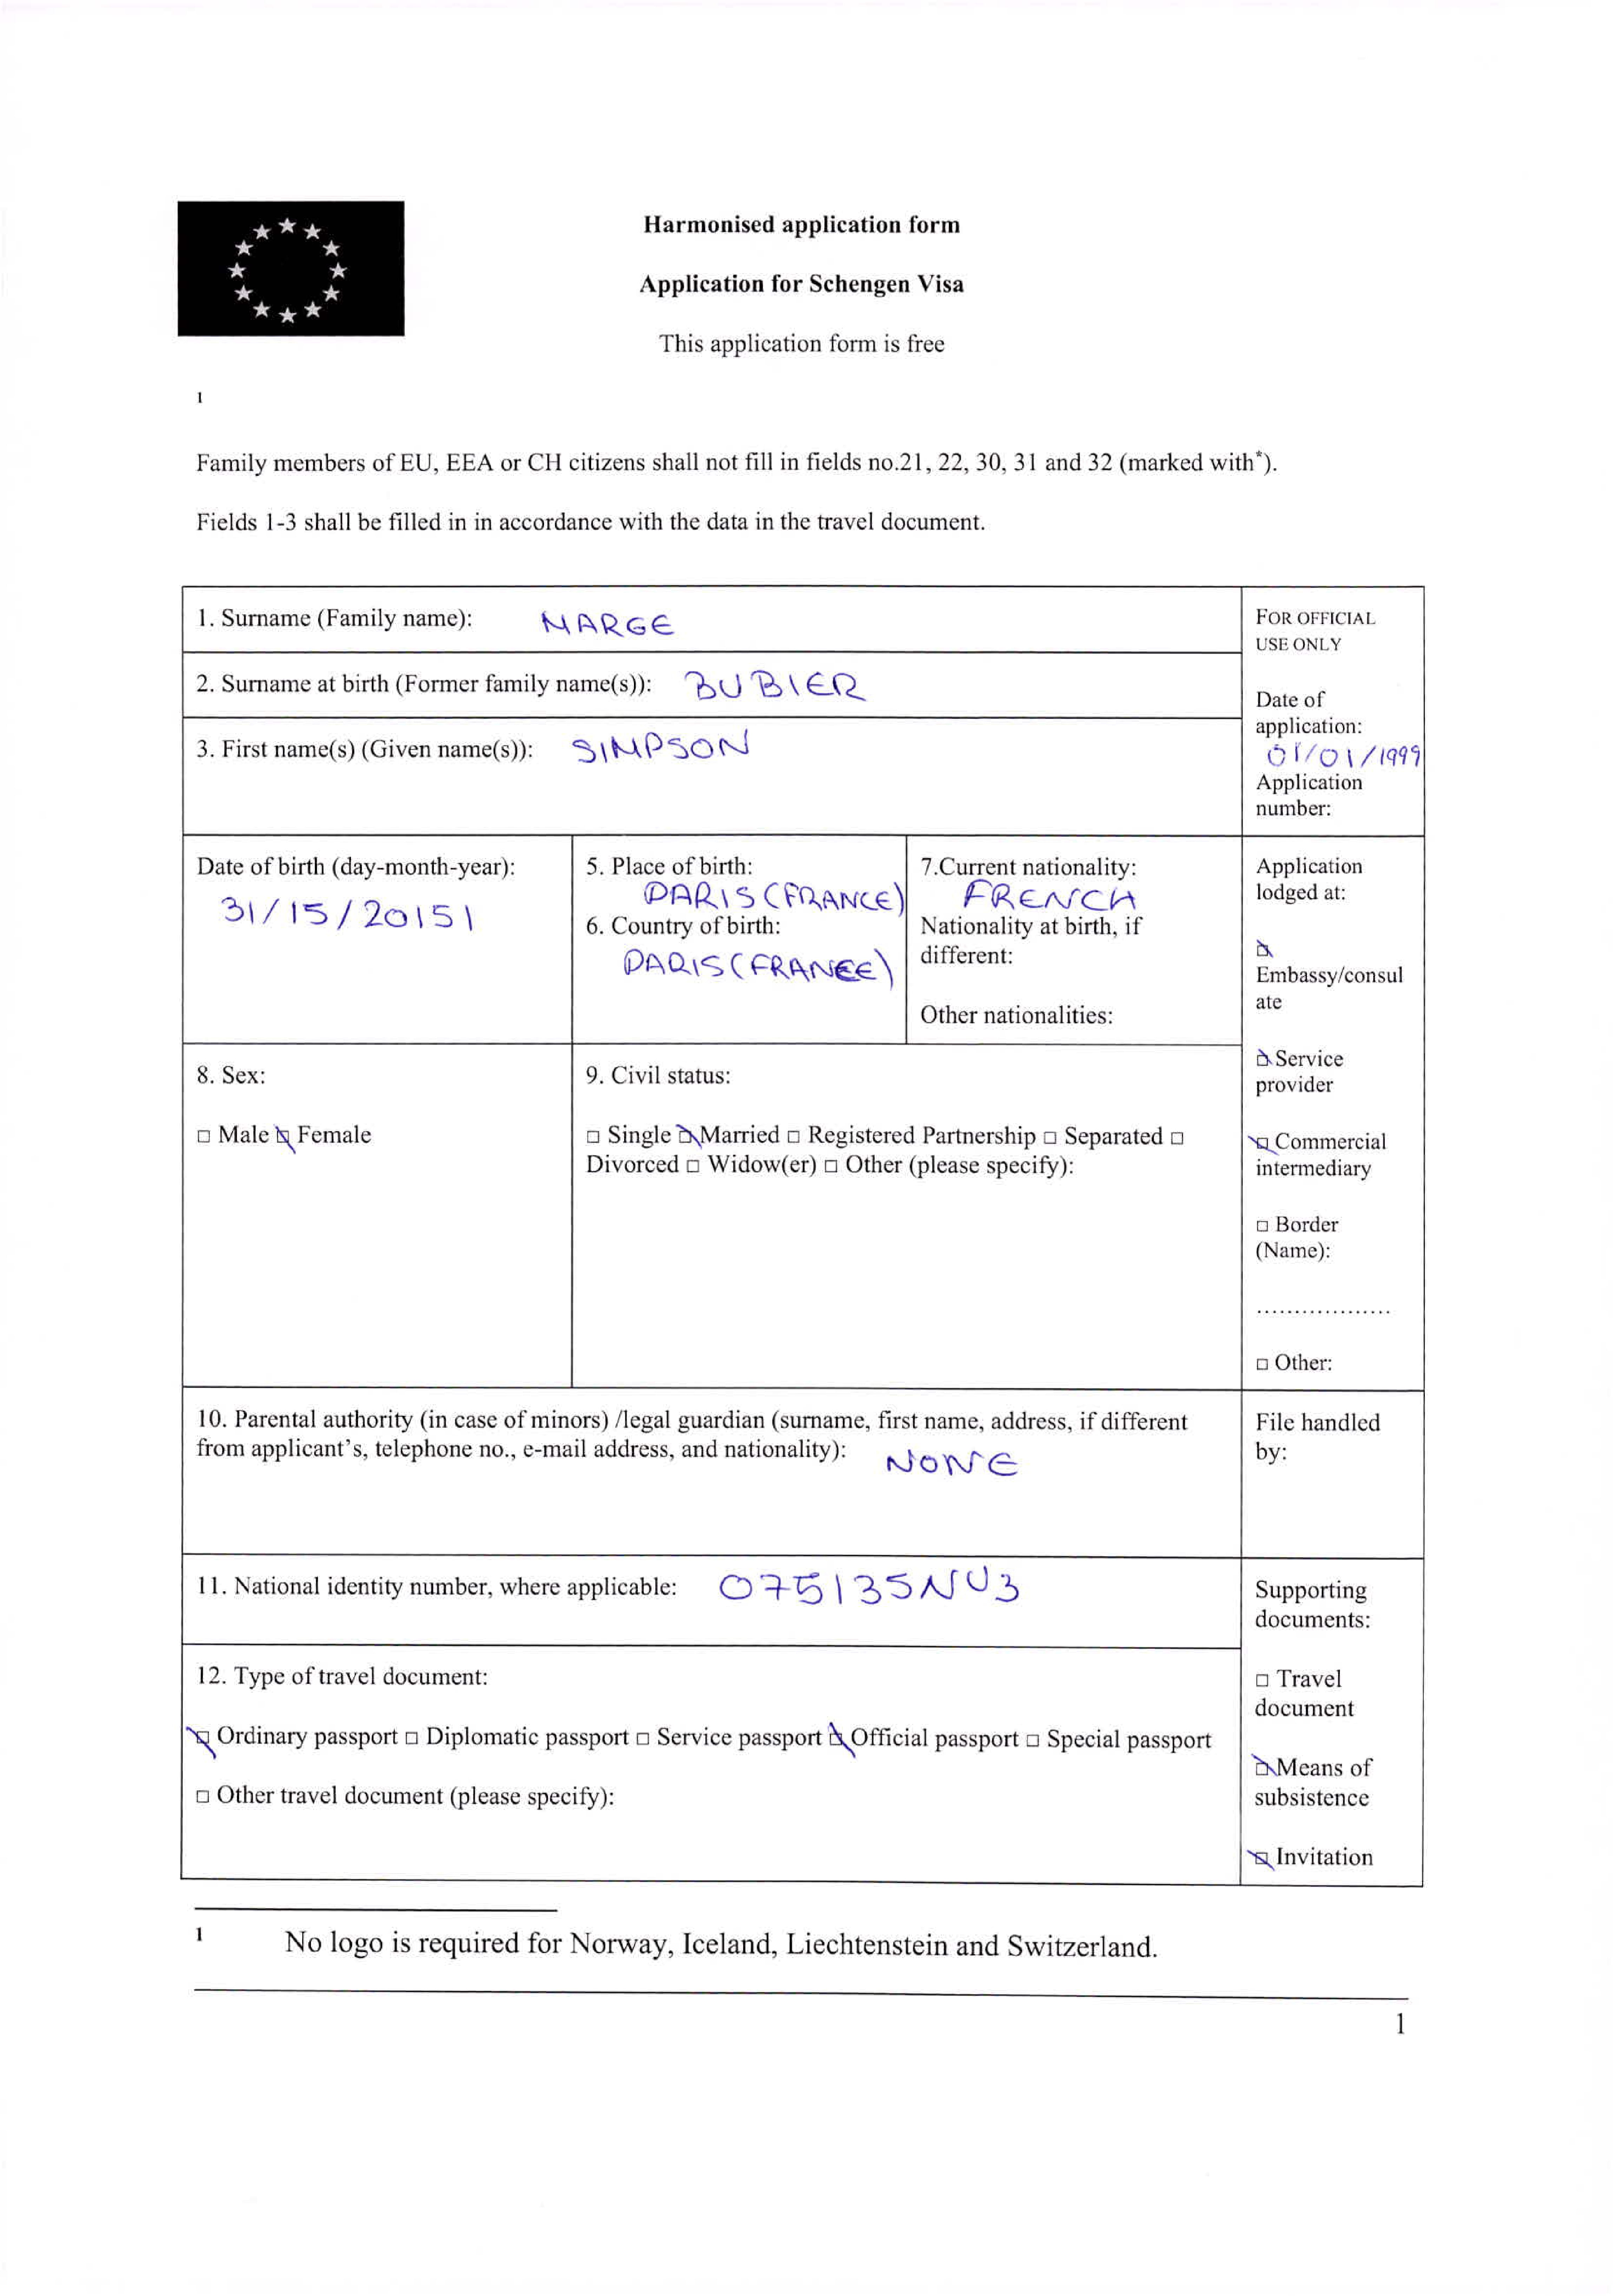 Harmonised application form
Application for Schengen Visa
This application form is free
1
Family members of EU, EEA or CH citizens shall not fill in fields no.21, 22, 30, 31 and 32 (marked with*).
Fields 1-3 shall be filled in in accordance with the data in the travel document.
1. Surname (Family name): MARGE
2. Surname at birth (Former family name(s)): BUBIER
3. First name(s) (Given name(s)): SIMPSON
FOR OFFICIAL
USE ONLY
Date of
application:
01/01/1999
Application
number:
Date of birth (day-month-year):
31/15/20151
5. Place of birth:
PARIS (FRANCE)
6. Country of birth:
PARIS (FRANCE)
7.Current nationality:
FRENCH
Nationality at birth, if
different:
Other nationalities:
Application
lodged at:
☒
Embassy/consul
ate
☒ Service
provider
☒ Commercial
intermediary
□ Border
(Name):
..................
□ Other:
8. Sex:
□ Male ☒ Female
9. Civil status:
□ Single ☒ Married □ Registered Partnership □ Separated □
Divorced □ Widow(er) □ Other (please specify):
10. Parental authority (in case of minors) /legal guardian (surname, first name, address, if different
from applicant's, telephone no., e-mail address, and nationality): NONE
File handled
by:
11. National identity number, where applicable: 075135NU3
12. Type of travel document:
☒ Ordinary passport □ Diplomatic passport □ Service passport ☒ Official passport □ Special passport
□ Other travel document (please specify):
Supporting
documents:
□ Travel
document
☒ Means of
subsistence
☒ Invitation
1 No logo is required for Norway, Iceland, Liechtenstein and Switzerland.
1